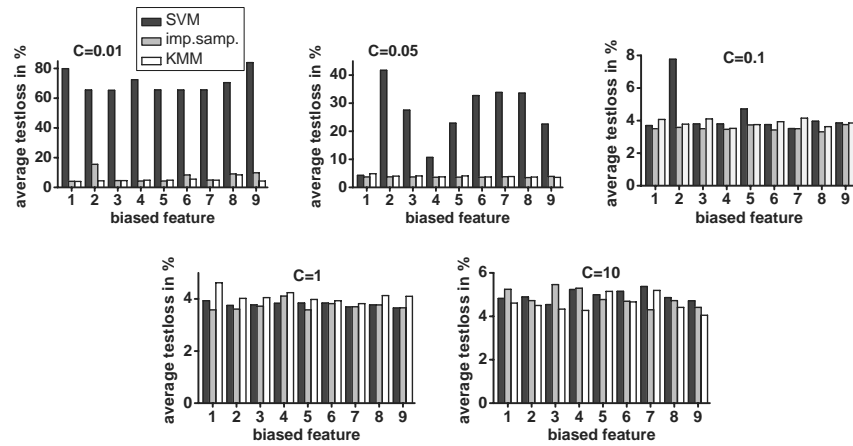 SVM
imp.samp.
KMM
C=0.01
average testloss in %
80
60
40
20
0
1 2 3 4 5 6 7 8 9
biased feature
C=0.05
average testloss in %
40
30
20
10
0
1 2 3 4 5 6 7 8 9
biased feature
C=0.1
average testloss in %
8
6
4
2
0
1 2 3 4 5 6 7 8 9
biased feature
C=1
average testloss in %
4
2
0
1 2 3 4 5 6 7 8 9
biased feature
C=10
average testloss in %
6
4
2
0
1 2 3 4 5 6 7 8 9
biased feature